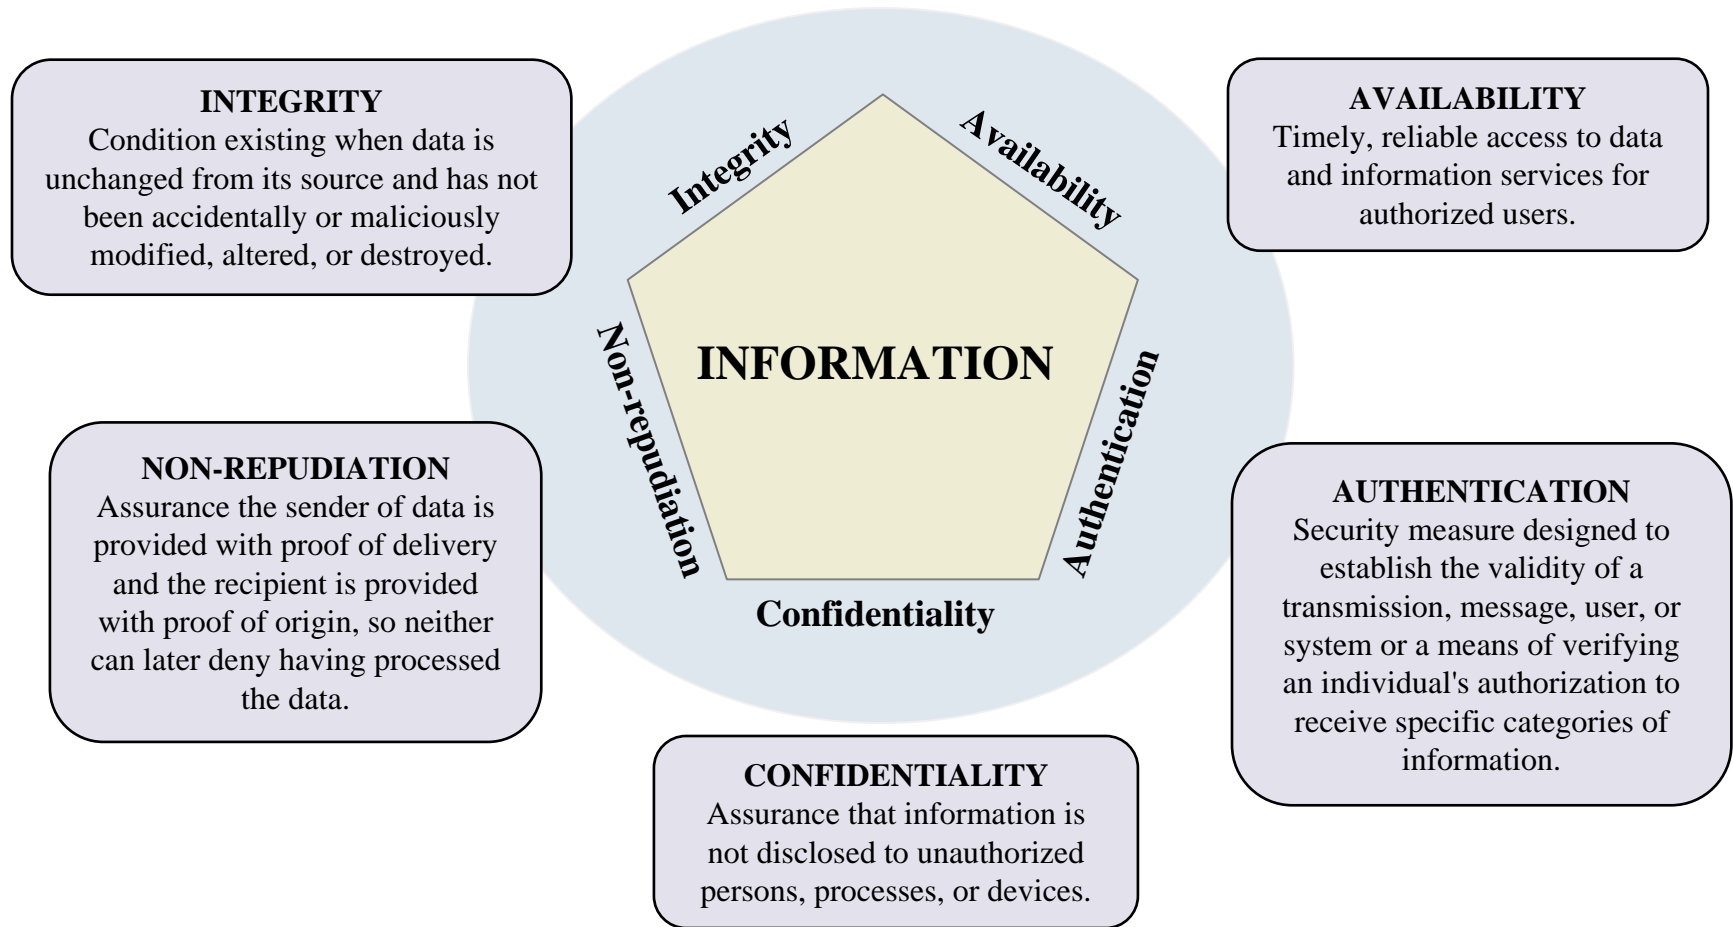 INTEGRITY
Condition existing when data is
unchanged from its source and has not
been accidentally or maliciously
modified, altered, or destroyed.
AVAILABILITY
Timely, reliable access to data
and information services for
authorized users.
Integrity
Availability
INFORMATION
Non-repudiation
Authentication
Confidentiality
NON-REPUDIATION
Assurance the sender of data is
provided with proof of delivery
and the recipient is provided
with proof of origin, so neither
can later deny having processed
the data.
AUTHENTICATION
Security measure designed to
establish the validity of a
transmission, message, user, or
system or a means of verifying
an individual's authorization to
receive specific categories of
information.
CONFIDENTIALITY
Assurance that information is
not disclosed to unauthorized
persons, processes, or devices.